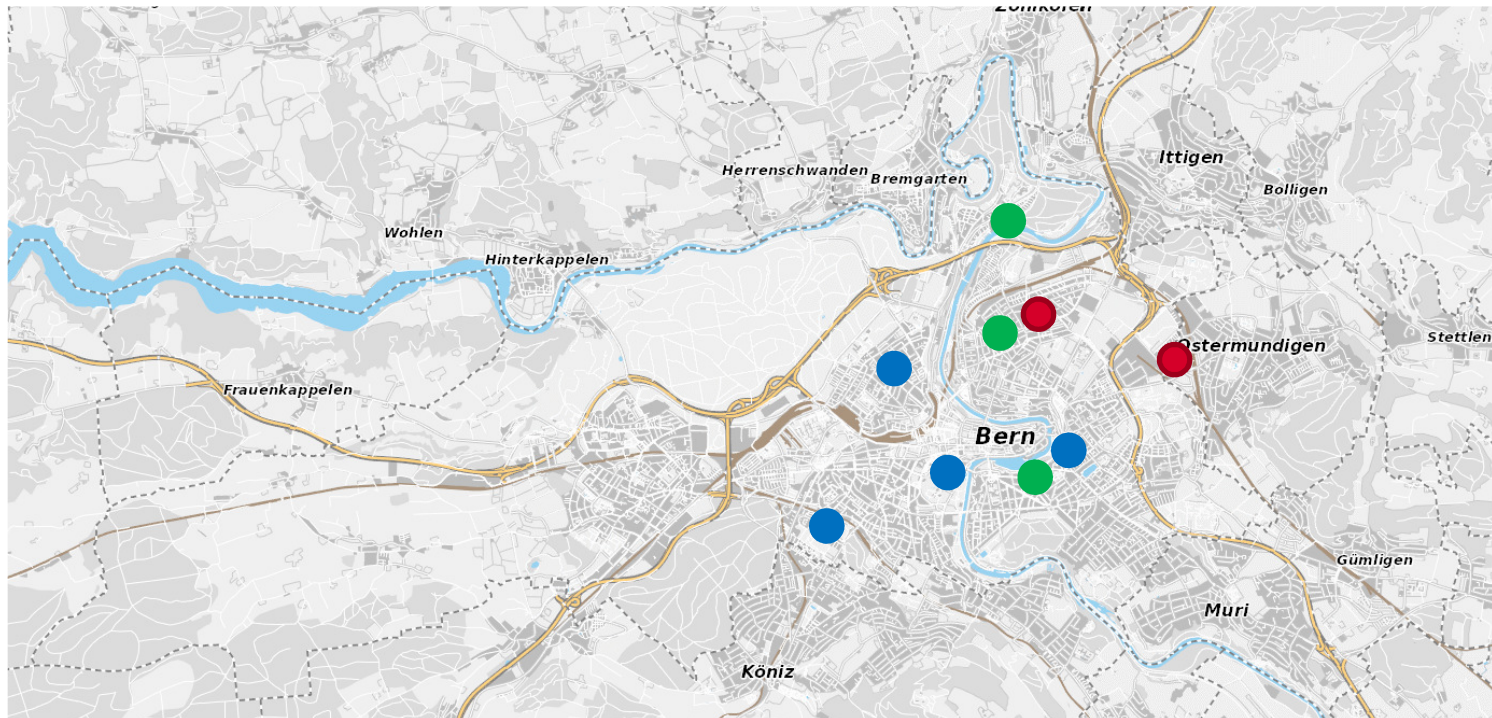 Zollikofen
Ittigen
Herrenschwanden
Bremgarten
Bolligen
Wohlen
Hinterkappelen
Stettlen
Ostermundigen
Frauenkappelen
Bern
Gümligen
Muri
Köniz